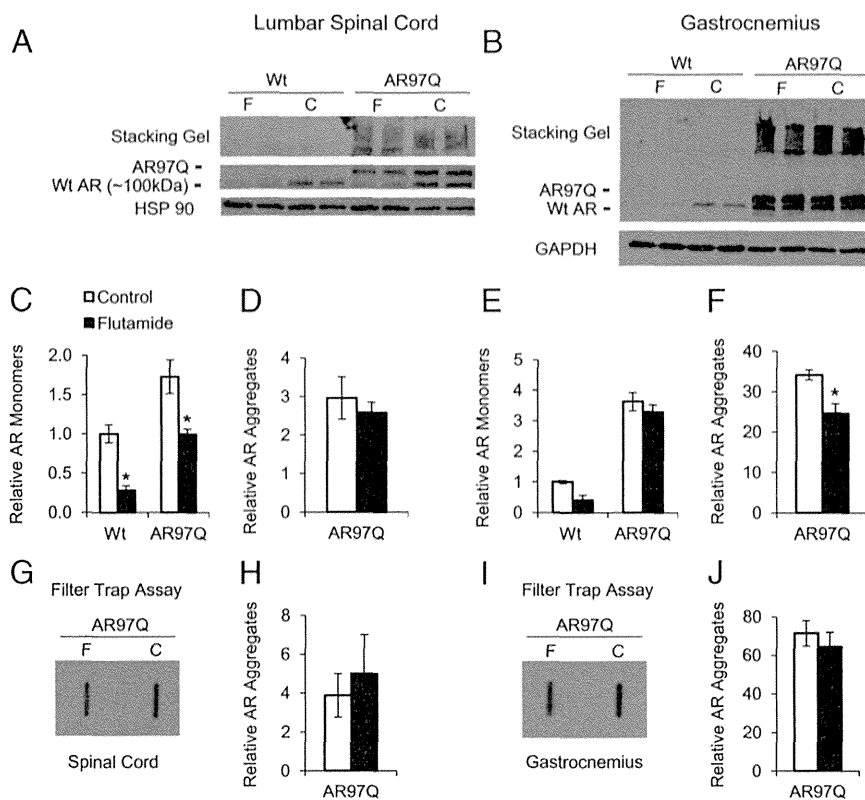 Lumbar Spinal Cord
A
Wt
AR97Q
F
C
F
C
Stacking Gel
AR97Q -
Wt AR (~100kDa) -
HSP 90
Gastrocnemius
B
Wt
AR97Q
F
C
F
C
Stacking Gel
AR97Q -
Wt AR -
GAPDH
C
Control
Flutamide
Relative AR Monomers
2.0
1.5
1.0
0.5
0.0
*
*
Wt
AR97Q
D
Relative AR Aggregates
4
3
2
1
0
AR97Q
E
Relative AR Monomers
5
4
3
2
1
0
Wt
AR97Q
F
Relative AR Aggregates
40
30
20
10
0
*
AR97Q
G
Filter Trap Assay
AR97Q
F
C
Spinal Cord
H
Relative AR Aggregates
8
6
4
2
0
AR97Q
I
Filter Trap Assay
AR97Q
F
C
Gastrocnemius
J
Relative AR Aggregates
80
60
40
20
0
AR97Q